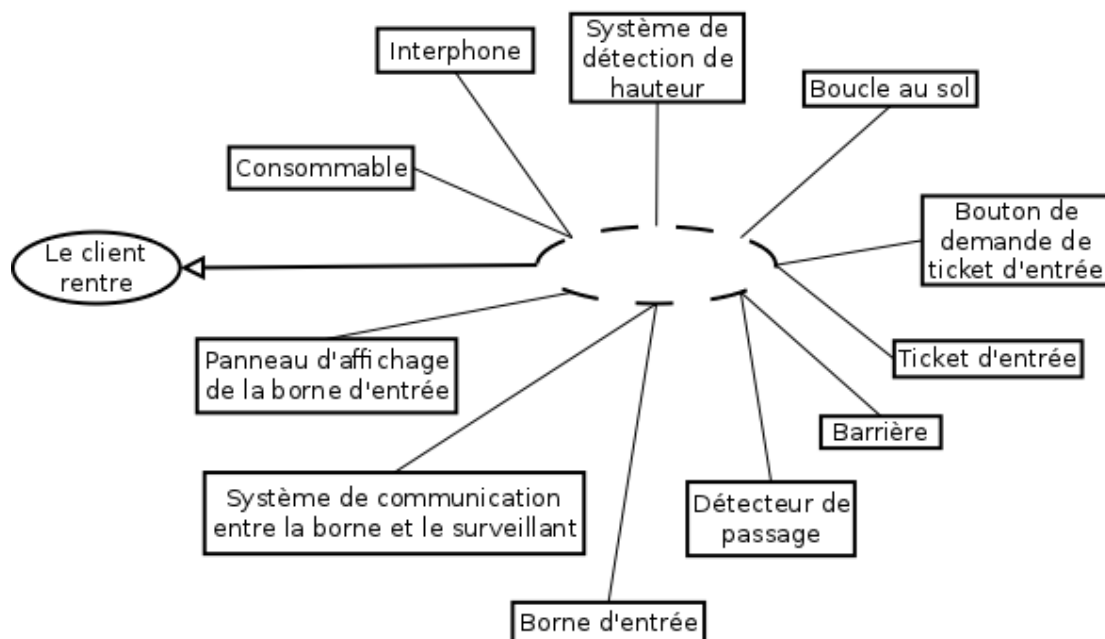 Système de
détection de
hauteur
Interphone
Boucle au sol
Consommable
Bouton de
demande de
ticket d'entrée
Le client
rentre
Panneau d'affichage
de la borne d'entrée
Ticket d'entrée
Barrière
Système de communication
entre la borne et le surveillant
Détecteur de
passage
Borne d'entrée